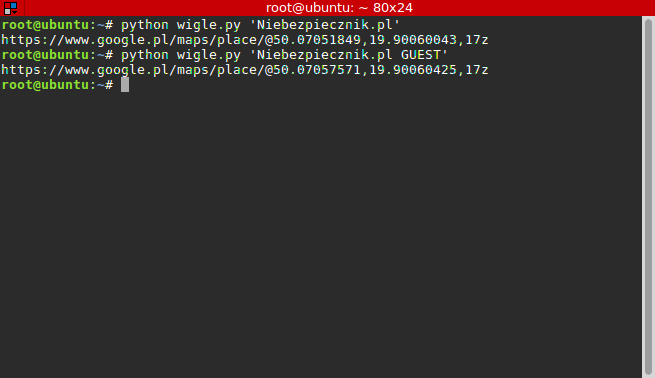 root@ubuntu: ~ 80x24
root@ubuntu:~# python wigle.py 'Niebezpiecznik.pl'
https://www.google.pl/maps/place/@50.07051849,19.90060043,17z
root@ubuntu:~# python wigle.py 'Niebezpiecznik.pl GUEST'
https://www.google.pl/maps/place/@50.07057571,19.90060425,17z
root@ubuntu:~#